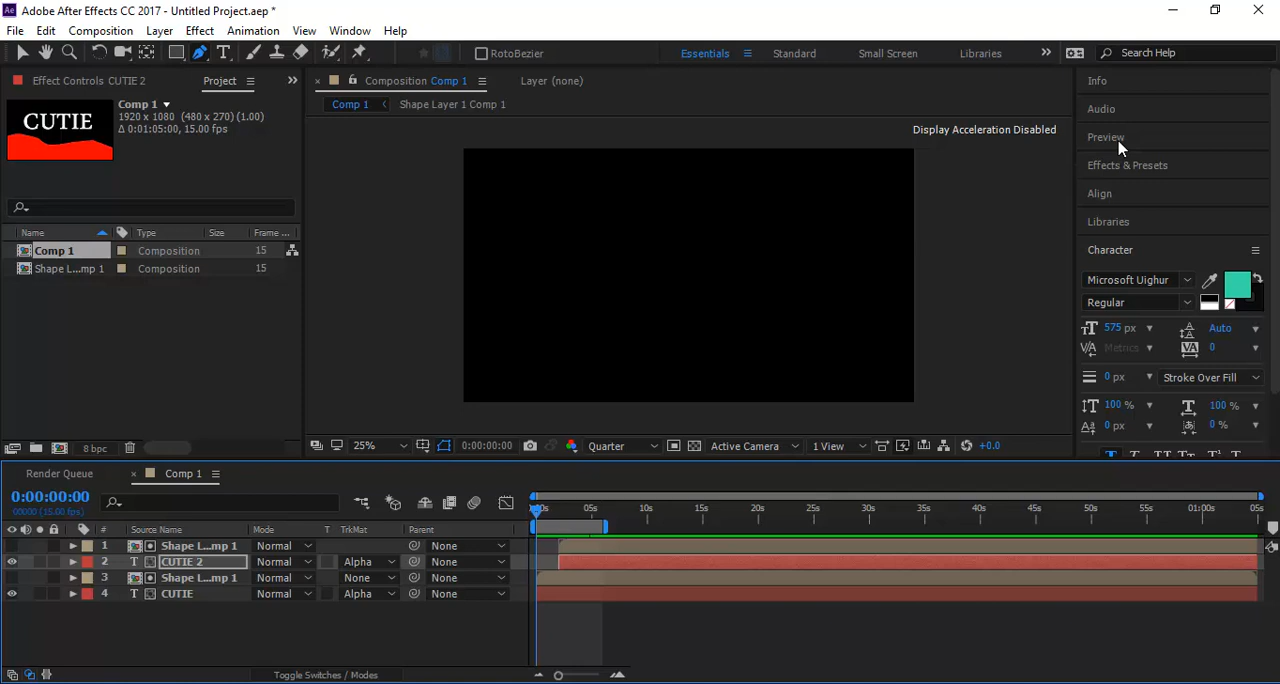 Adobe After Effects CC 2017 - Untitled Project.aep *
File Edit Composition Layer Effect Animation View Window Help
RotoBezier
Essentials Standard Small Screen Libraries
Search Help
Effect Controls CUTIE 2 Project
Composition Comp 1 Layer (none)
Comp 1 Shape Layer 1 Comp 1
Comp 1
1920 x 1080 (480 x 270) (1.00)
Δ 0:01:05:00, 15.00 fps
CUTIE
Display Acceleration Disabled
Name Type Size Frame ...
Comp 1 Composition 15
Shape L...mp 1 Composition 15
8 bpc
Info
Audio
Preview
Effects & Presets
Align
Libraries
Character
Microsoft Uighur
Regular
575 px Auto
Metrics 0
0 px Stroke Over Fill
100 % 100 %
0 px 0 %
25% 0:00:00:00 Quarter Active Camera 1 View +0.0
Render Queue Comp 1
0:00:00:00
00000 (15.00 fps)
05s 10s 15s 20s 25s 30s 35s 40s 45s 50s 55s 01:00s 05s
# Source Name Mode T TrkMat Parent
1 Shape L...mp 1 Normal None
2 CUTIE 2 Normal Alpha None
3 Shape L...mp 1 Normal None None
4 CUTIE Normal Alpha None
Toggle Switches / Modes